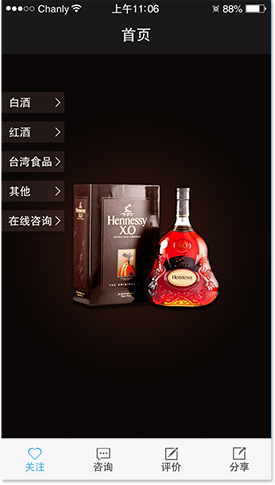 Chanly 上午11:06 88%
首页
白酒
红酒
台湾食品
其他
在线咨询
Hennessy
X.O
Hennessy
关注 咨询 评价 分享